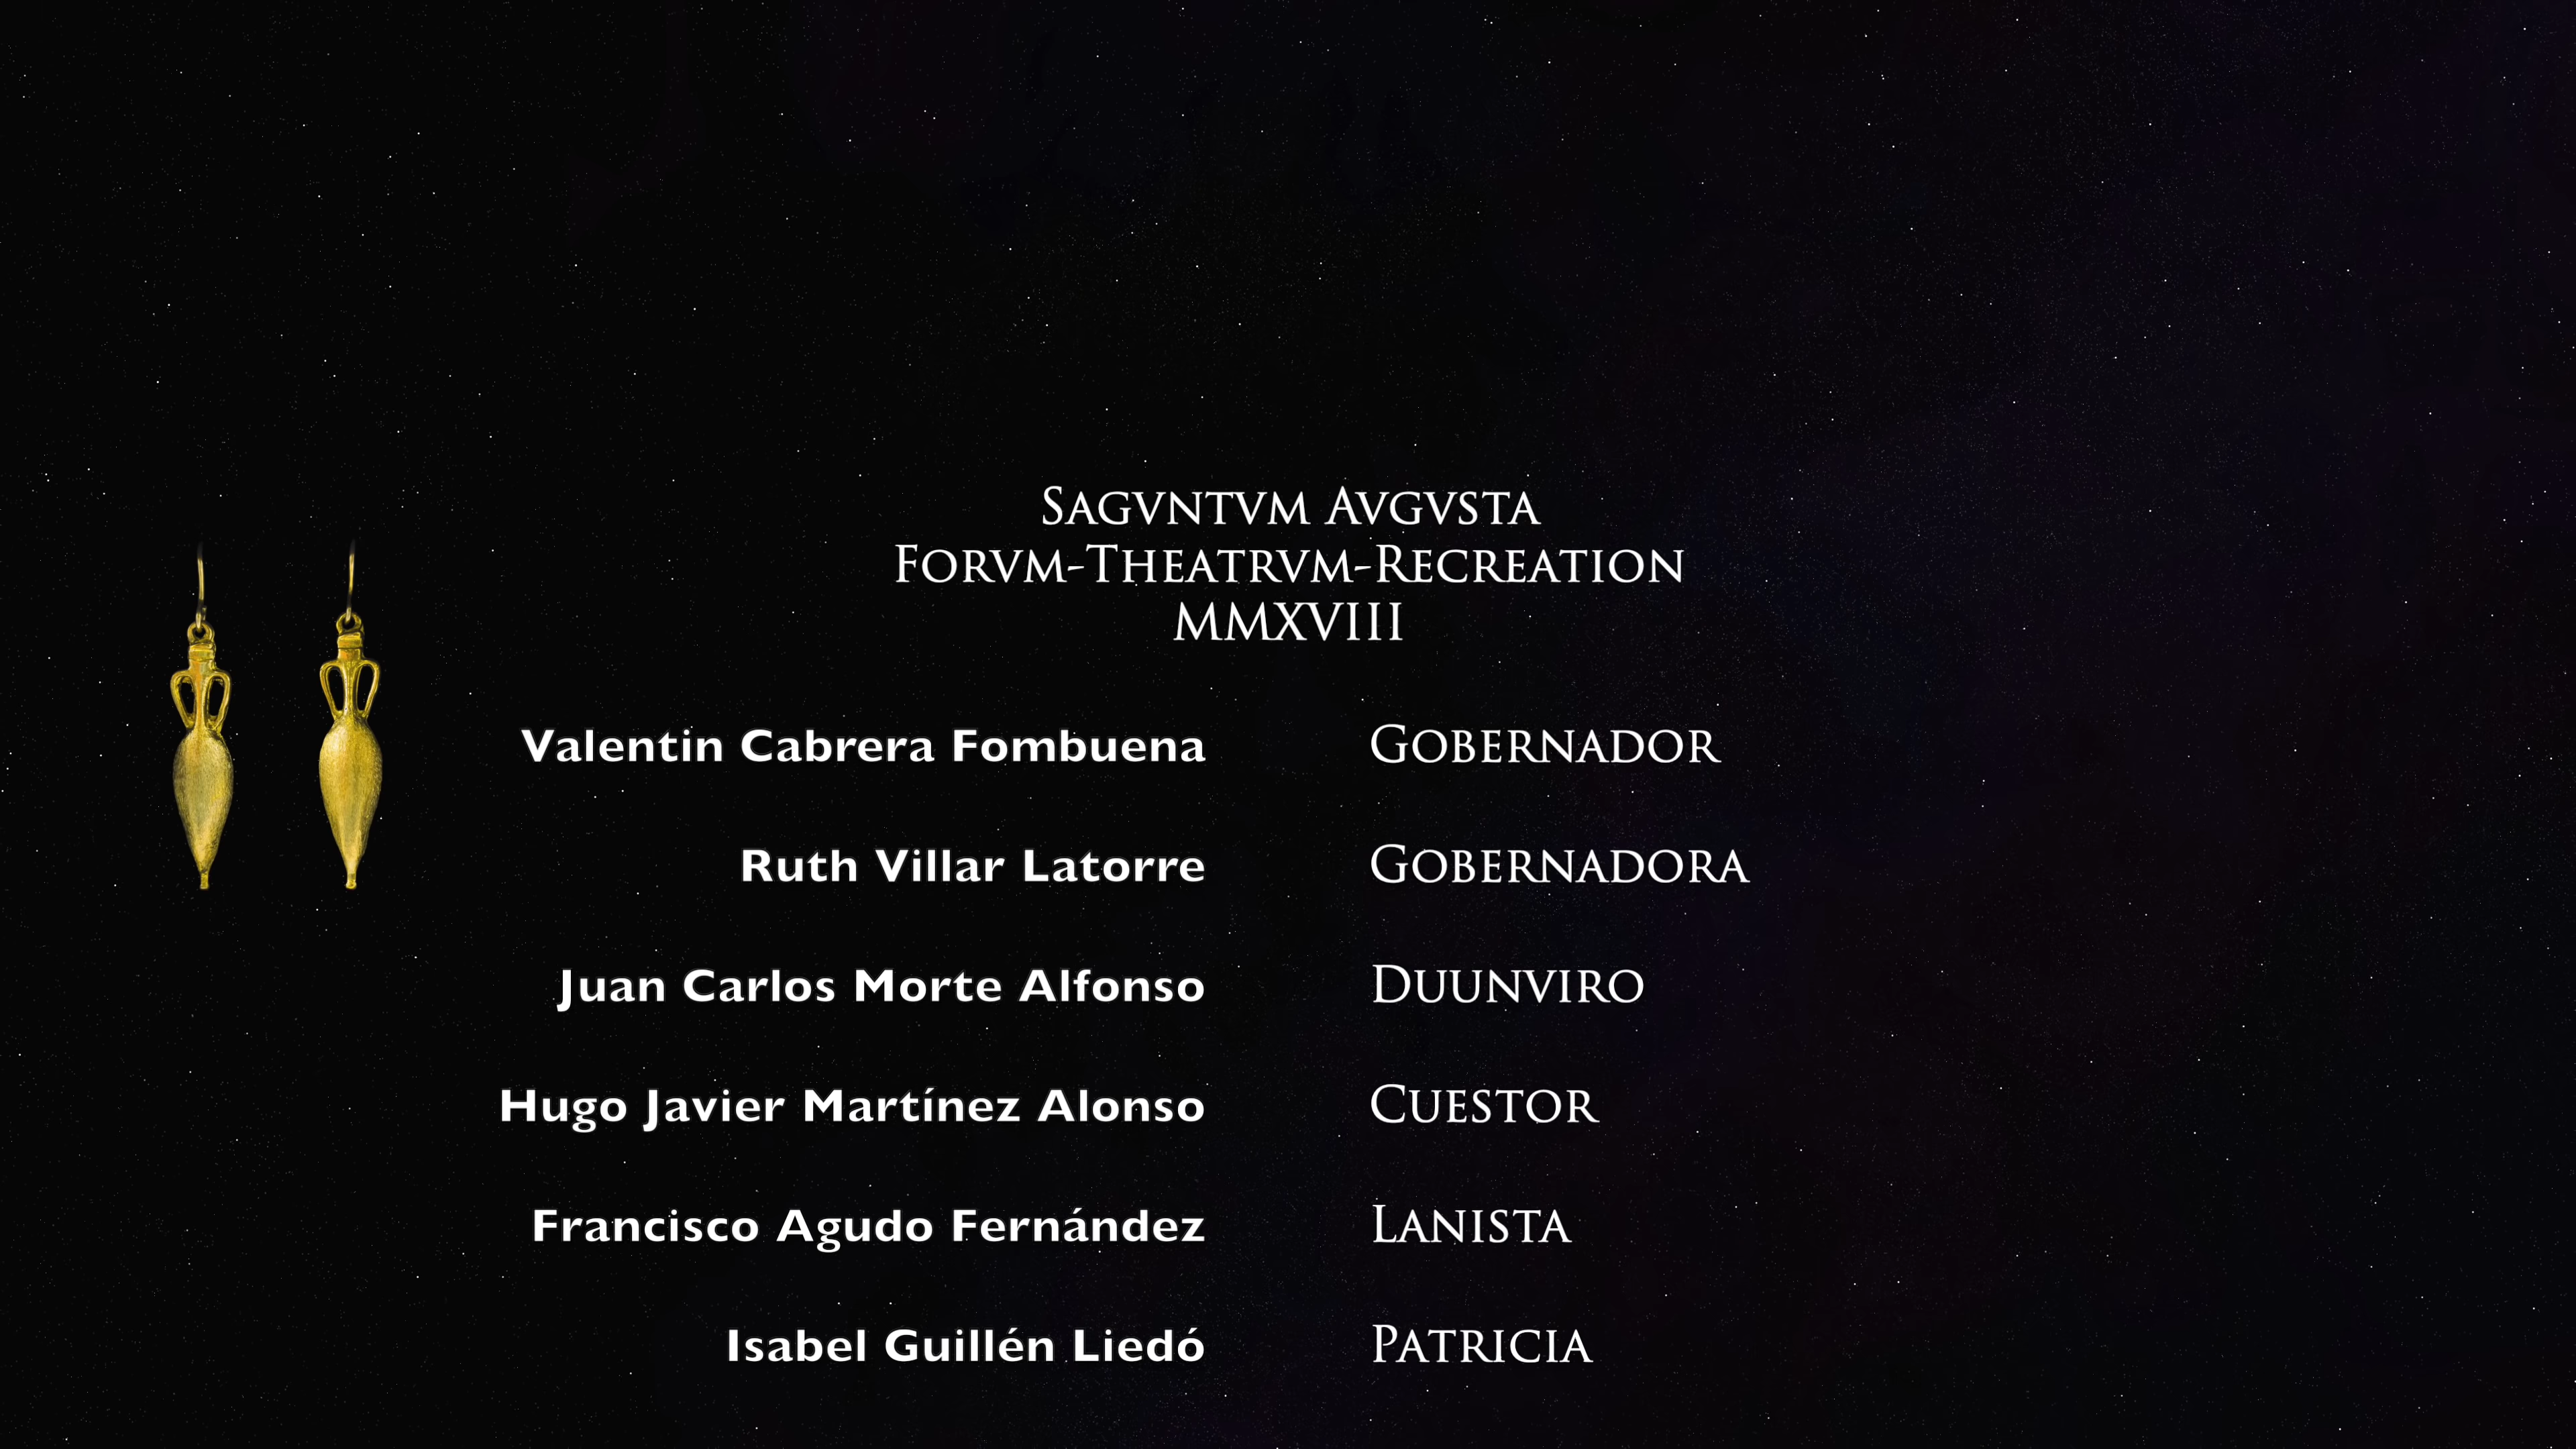 Sagvntvm Avgvsta
Forvm-Theatrvm-Recreation
MMXVIII
Valentin Cabrera Fombuena Gobernador
Ruth Villar Latorre Gobernadora
Juan Carlos Morte Alfonso Duunviro
Hugo Javier Martínez Alonso Cuestor
Francisco Agudo Fernández Lanista
Isabel Guillén Liedó Patricia